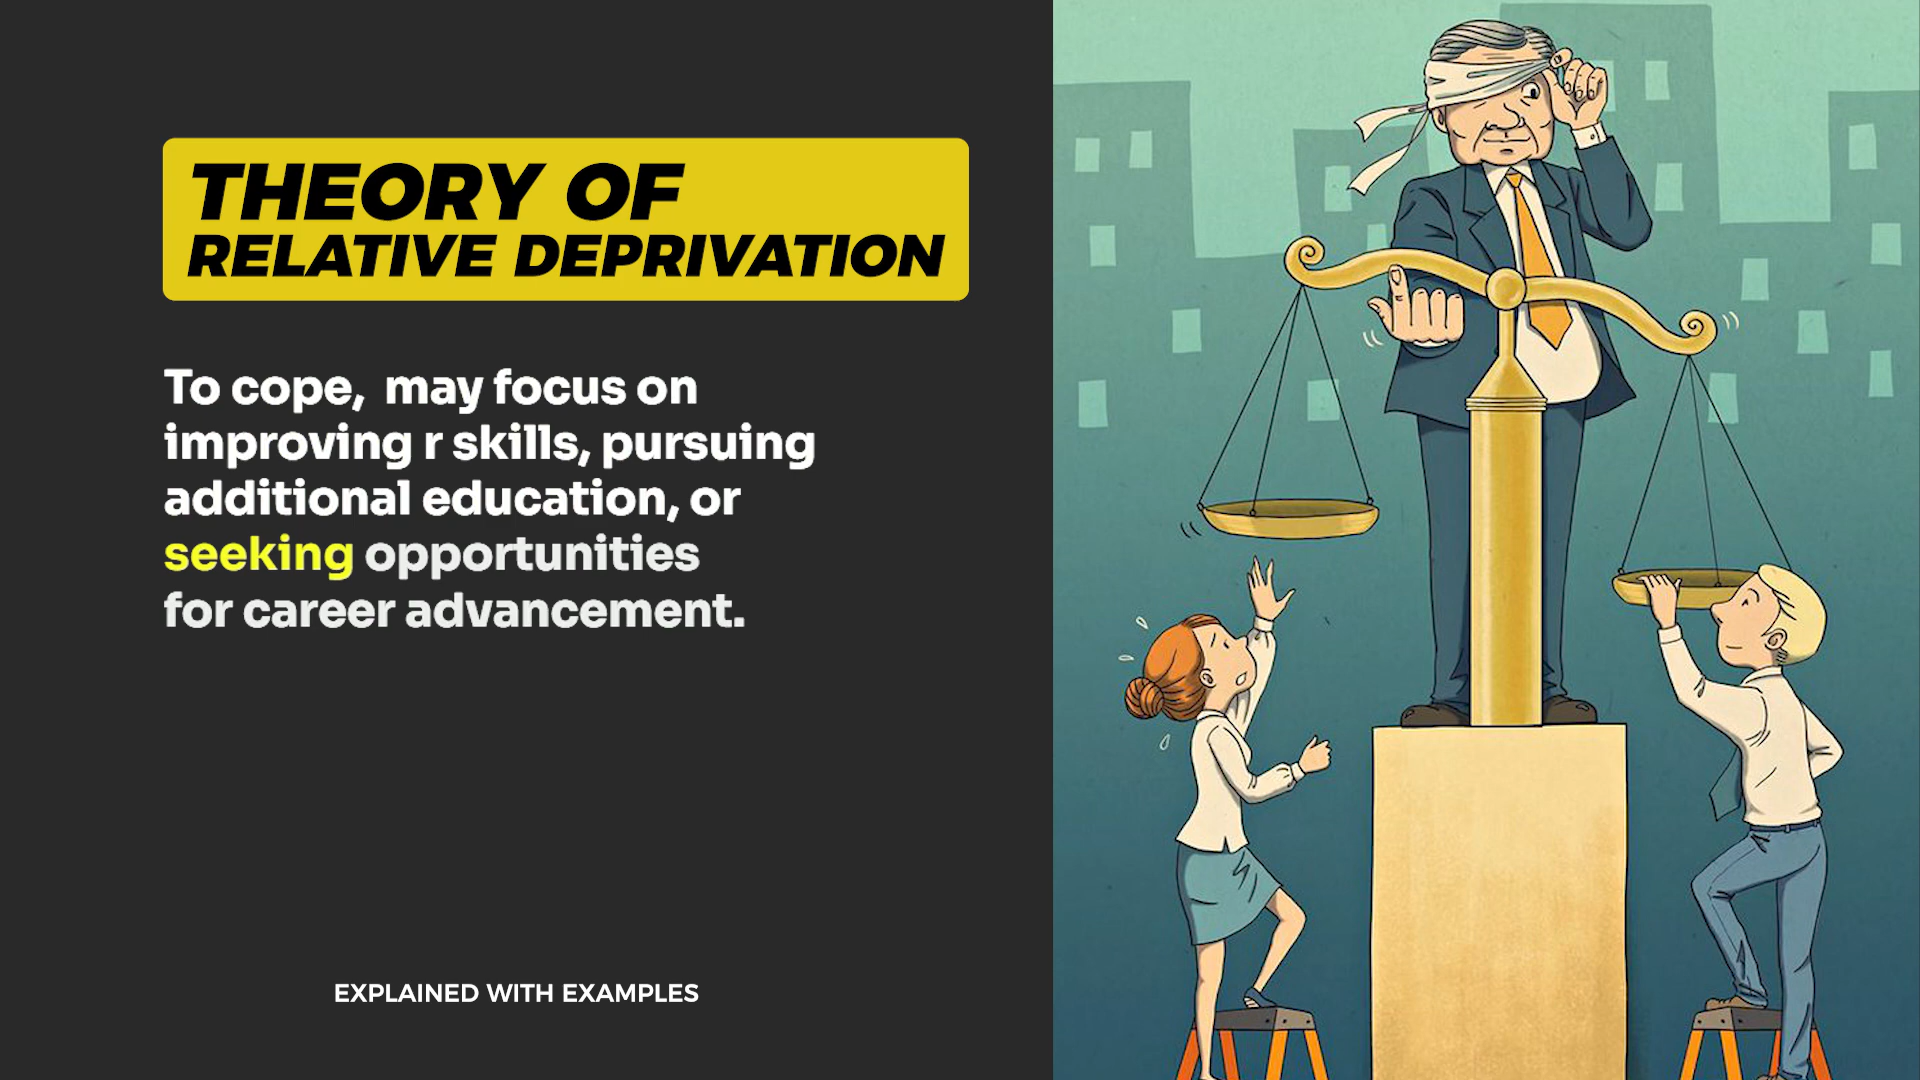 THEORY OF
RELATIVE DEPRIVATION
To cope, may focus on
improving r skills, pursuing
additional education, or
seeking opportunities
for career advancement.
EXPLAINED WITH EXAMPLES